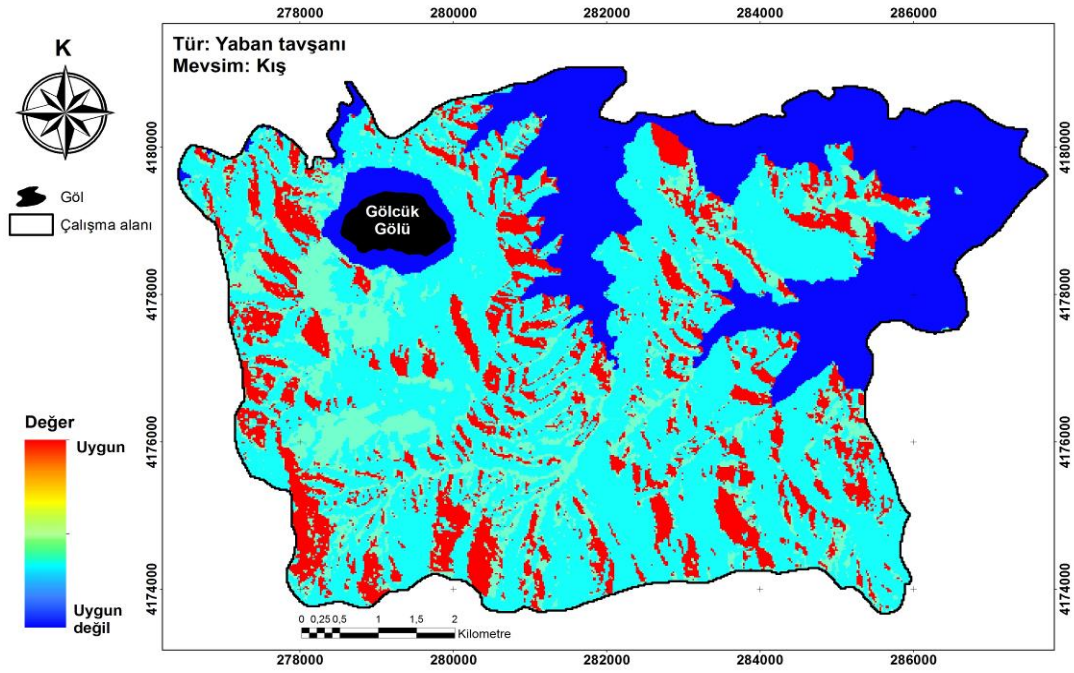 278000 280000 282000 284000 286000
K
Tür: Yaban tavşanı
Mevsim: Kış
4180000 4180000
Göl
Çalışma alanı
Gölcük
Gölü
4178000 4178000
Değer
Uygun
4176000 4176000
Uygun
değil
4174000 4174000
0 0,25 0,5 1 1,5 2
Kilometre
278000 280000 282000 284000 286000